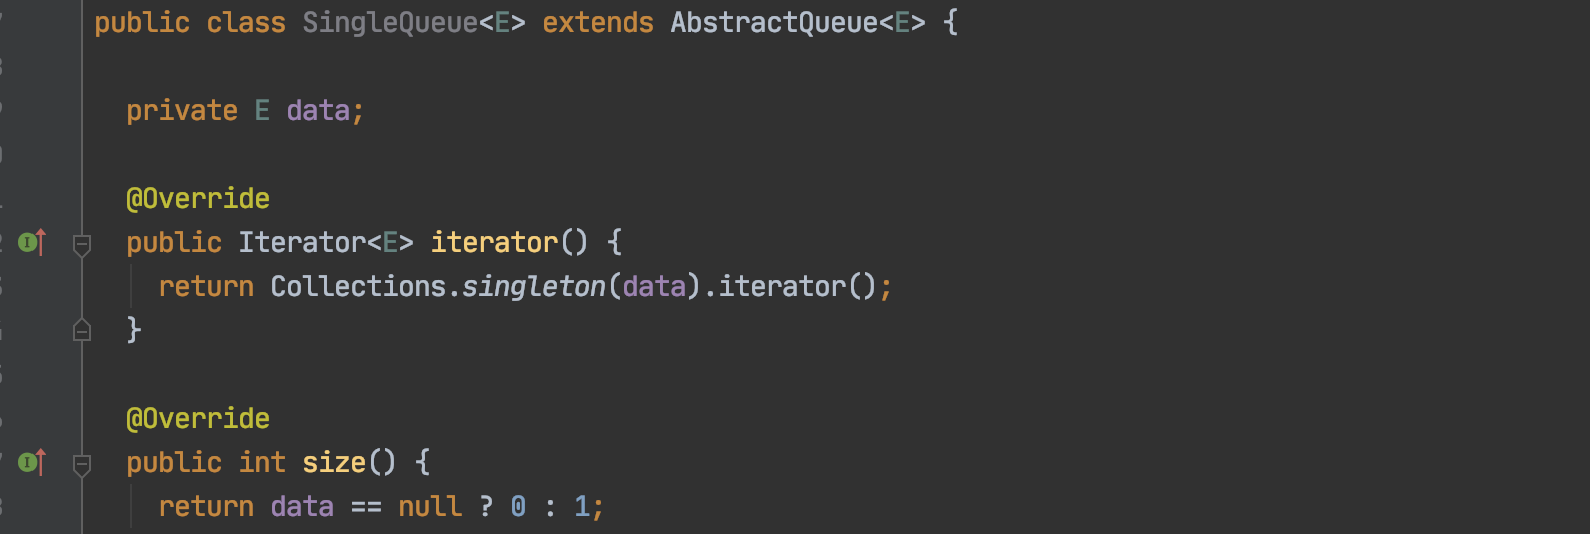 public class SingleQueue<E> extends AbstractQueue<E> {
private E data;
@Override
public Iterator<E> iterator() {
return Collections.singleton(data).iterator();
}
@Override
public int size() {
return data == null ? 0 : 1;